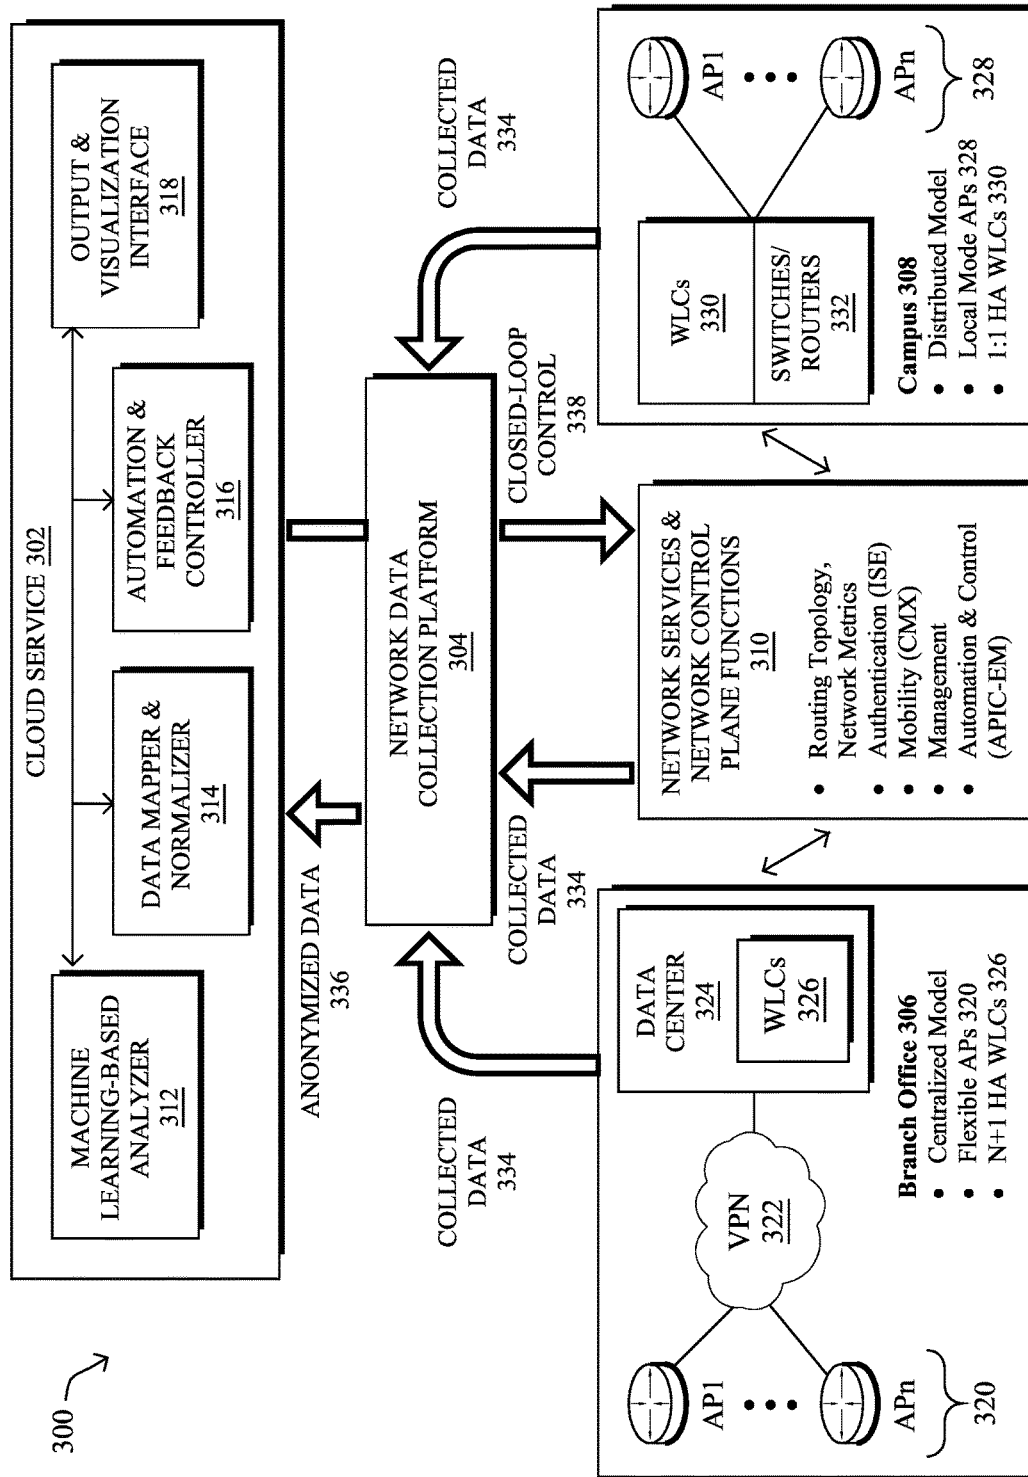 300
CLOUD SERVICE 302
MACHINE
LEARNING-BASED
ANALYZER
312
DATA MAPPER &
NORMALIZER
314
AUTOMATION &
FEEDBACK
CONTROLLER
316
OUTPUT &
VISUALIZATION
INTERFACE
318
ANONYMIZED DATA
336
NETWORK DATA
COLLECTION PLATFORM
304
COLLECTED
DATA
334
COLLECTED
DATA
334
CLOSED-LOOP
CONTROL
338
COLLECTED
DATA
334
AP1
APn
320
VPN
322
DATA
CENTER
324
WLCs
326
Branch Office 306
• Centralized Model
• Flexible APs 320
• N+1 HA WLCs 326
NETWORK SERVICES &
NETWORK CONTROL
PLANE FUNCTIONS
310
• Routing Topology,
Network Metrics
• Authentication (ISE)
• Mobility (CMX)
• Management
• Automation & Control
(APIC-EM)
WLCs
330
SWITCHES/
ROUTERS
332
AP1
APn
328
Campus 308
• Distributed Model
• Local Mode APs 328
• 1:1 HA WLCs 330